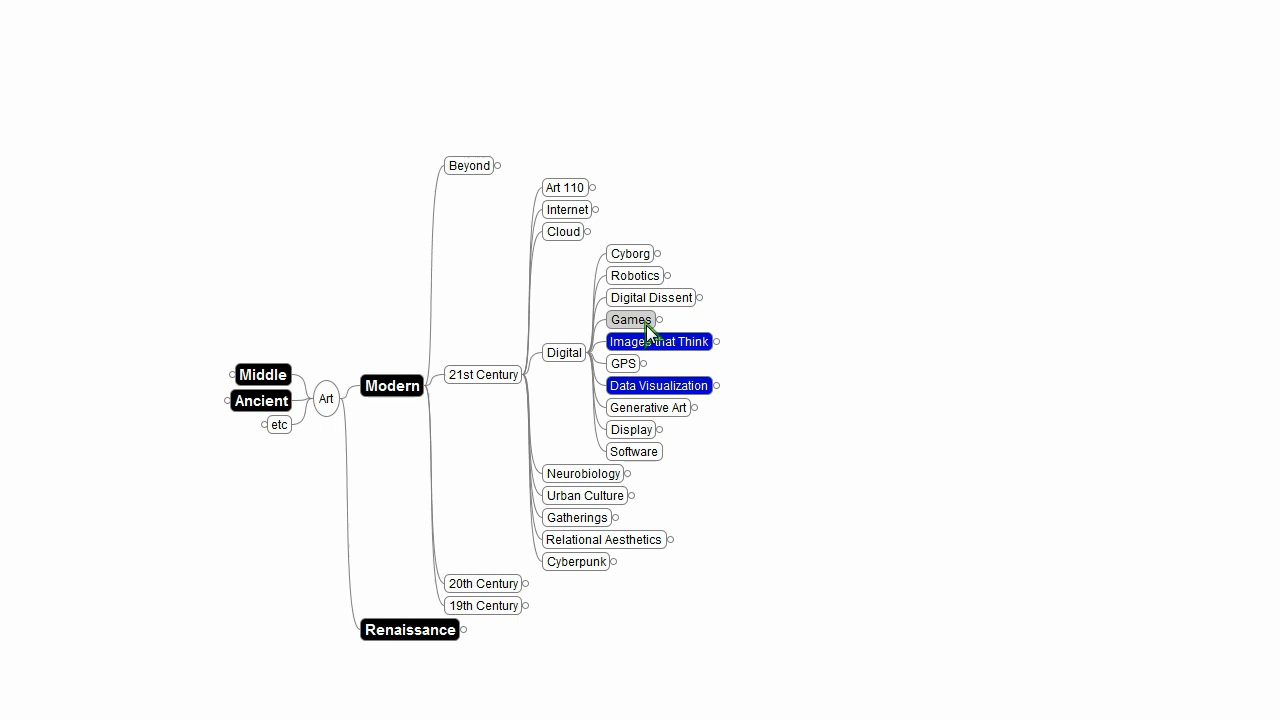 Beyond
Art 110
Internet
Cloud
Cyborg
Robotics
Digital Dissent
Games
Images that Think
Digital
GPS
Data Visualization
Generative Art
Display
Software
21st Century
Modern
Middle
Ancient
Art
etc
Neurobiology
Urban Culture
Gatherings
Relational Aesthetics
Cyberpunk
20th Century
19th Century
Renaissance